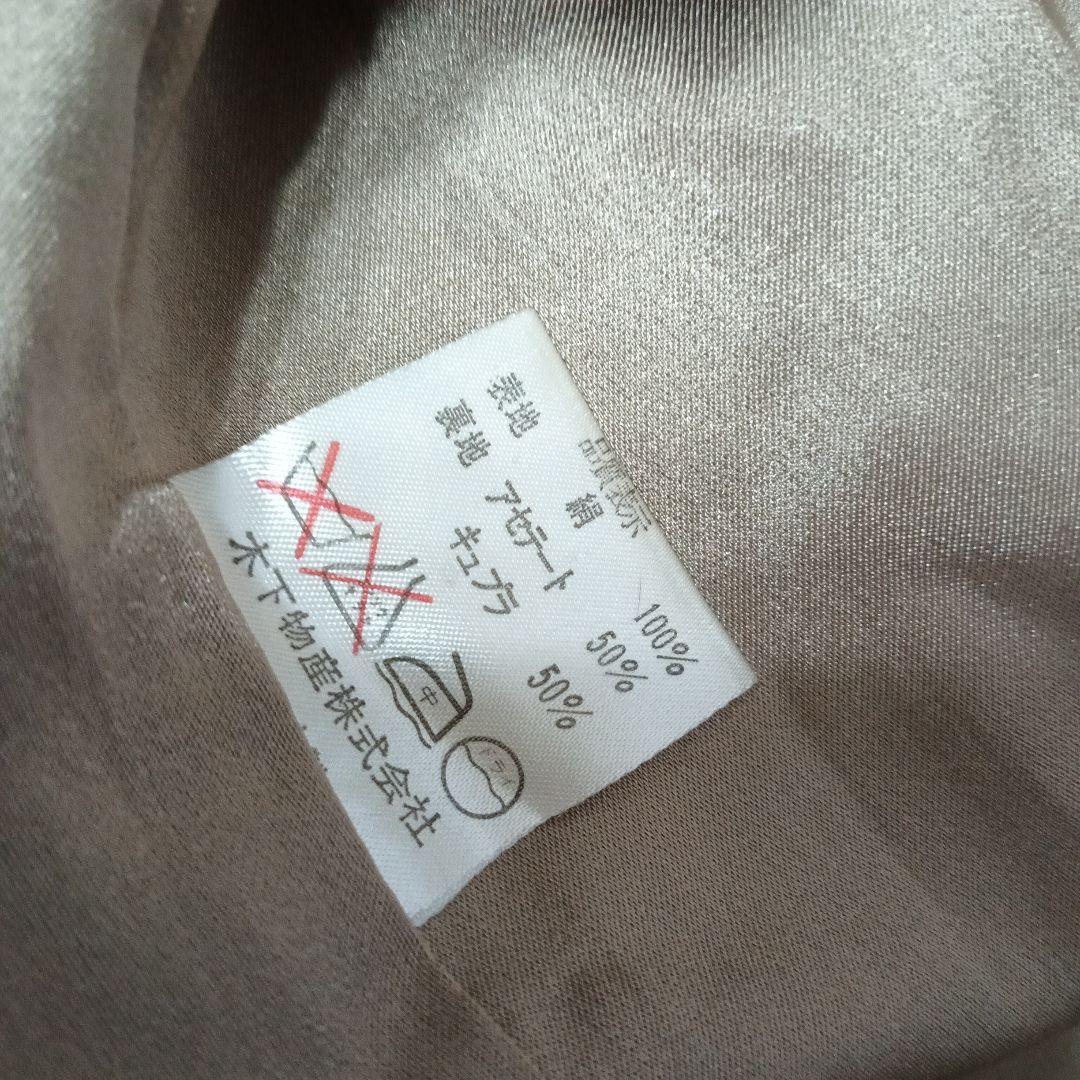 品質表示
表地 絹 100%
裏地 アセテート 50%
キュプラ 50%
中
ドライ
木下物産株式会社